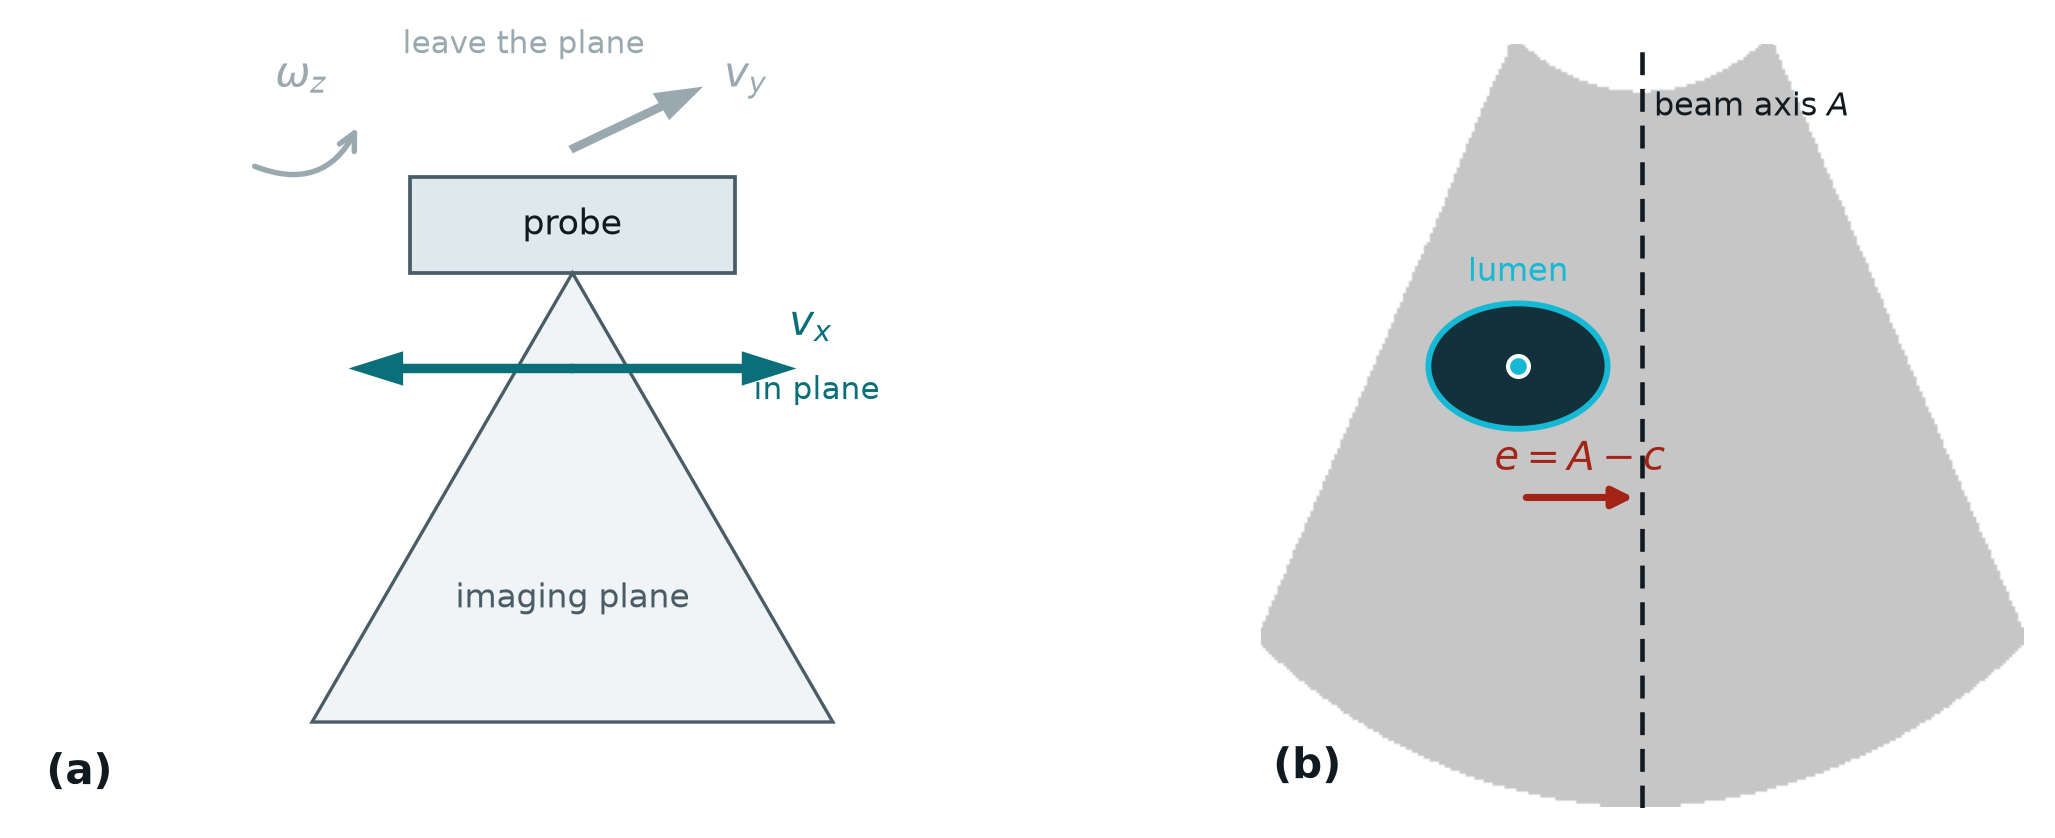 leave the plane
ω_z
v_y
probe
v_x
in plane
imaging plane
(a)
beam axis A
lumen
e = A − c
(b)